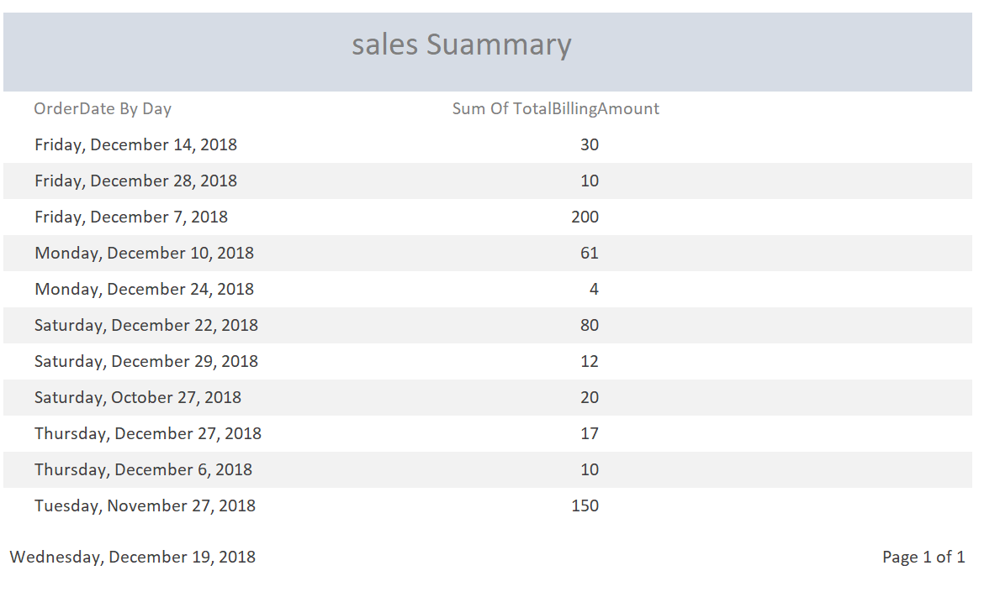 sales Suammary
OrderDate By Day Sum Of TotalBillingAmount
Friday, December 14, 2018 30
Friday, December 28, 2018 10
Friday, December 7, 2018 200
Monday, December 10, 2018 61
Monday, December 24, 2018 4
Saturday, December 22, 2018 80
Saturday, December 29, 2018 12
Saturday, October 27, 2018 20
Thursday, December 27, 2018 17
Thursday, December 6, 2018 10
Tuesday, November 27, 2018 150
Wednesday, December 19, 2018 Page 1 of 1